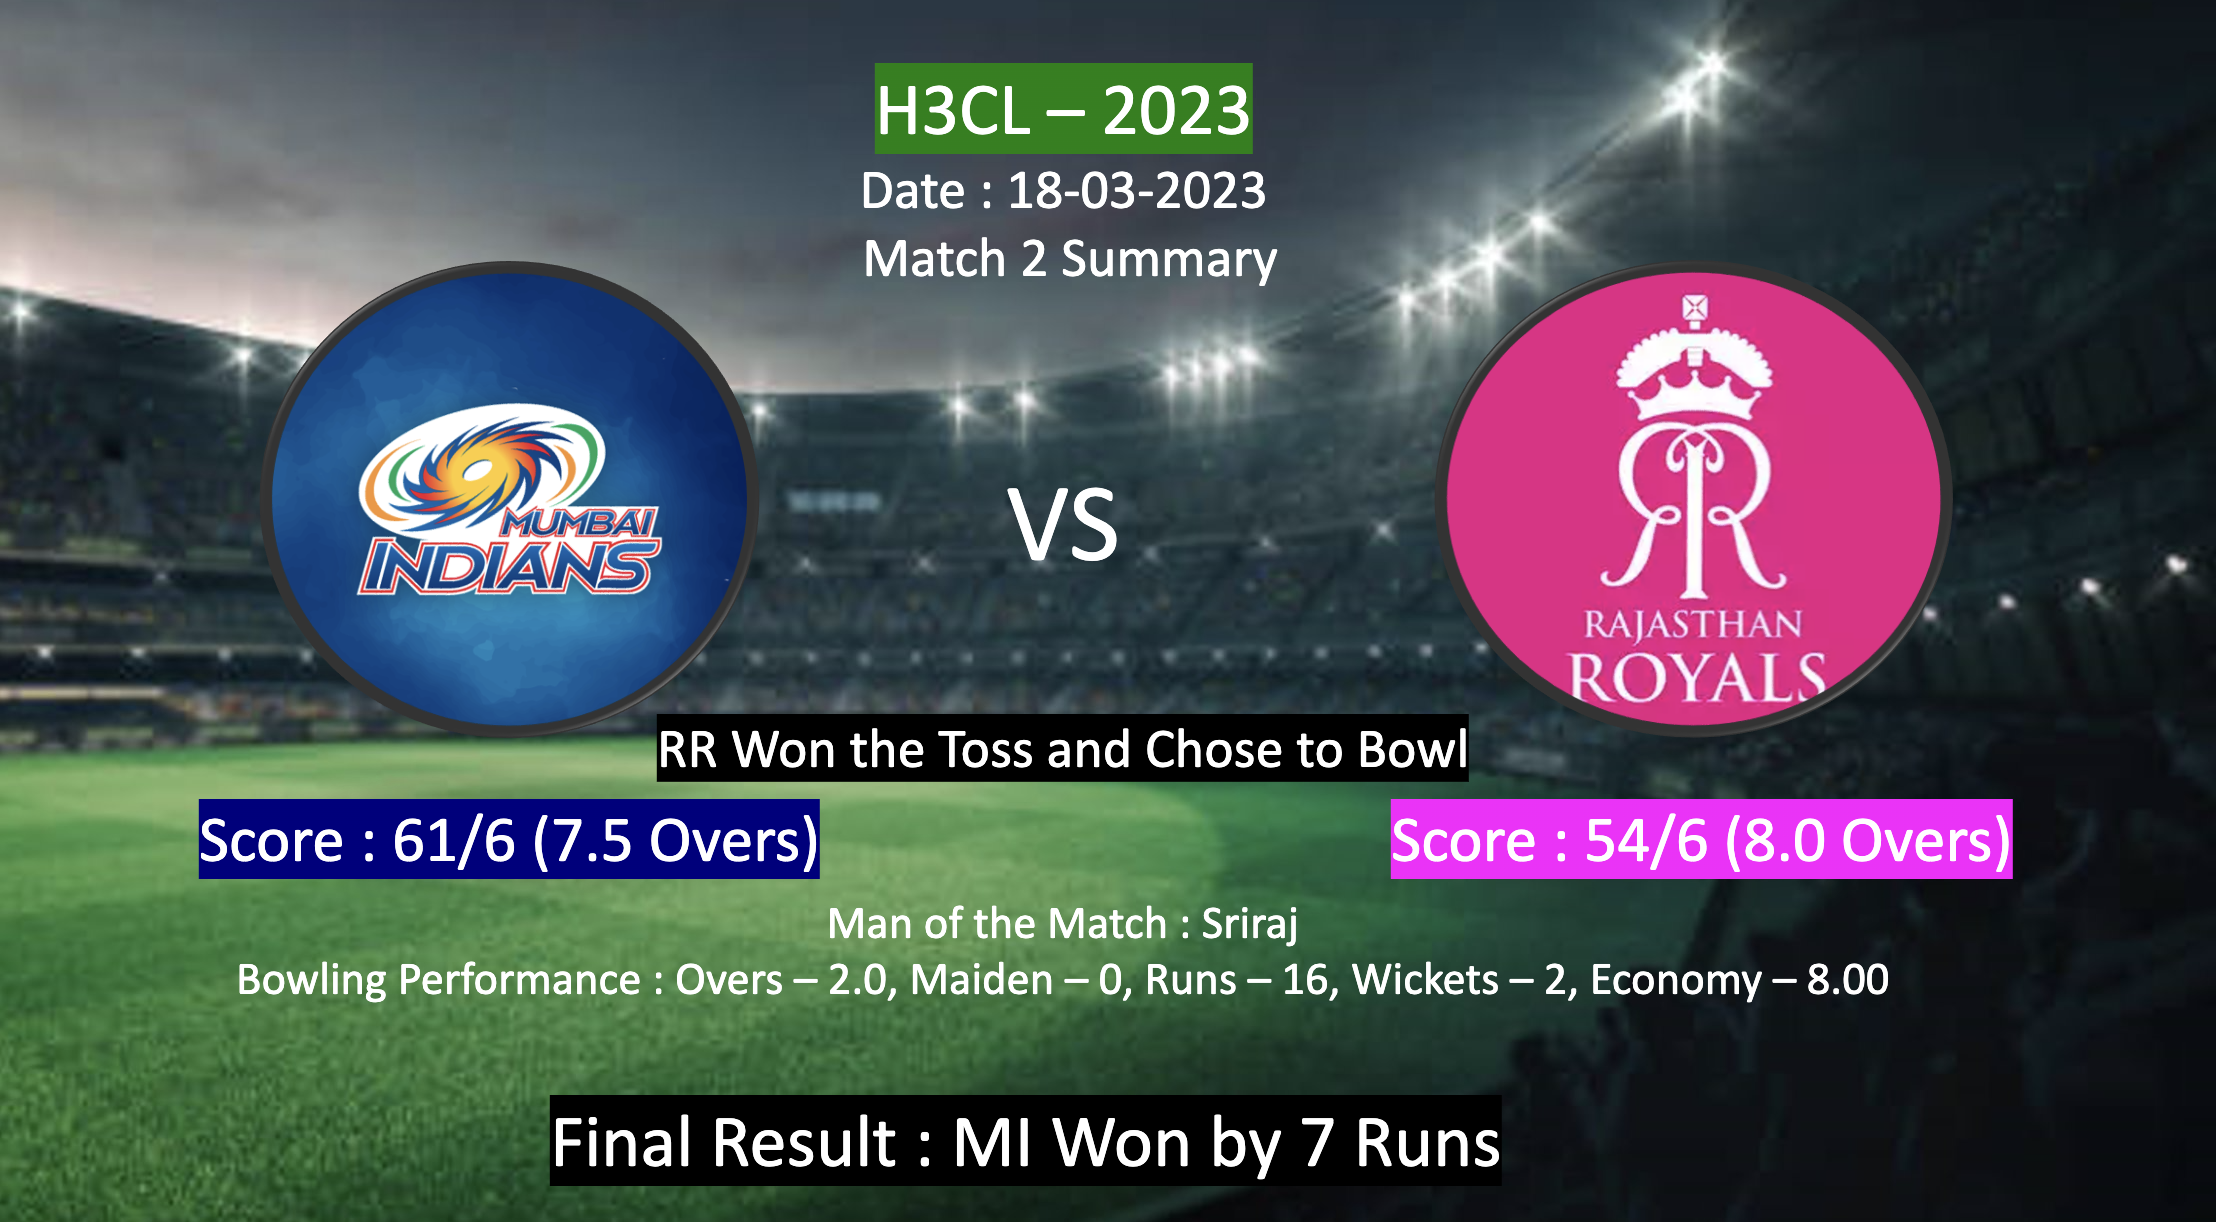 H3CL – 2023
Date : 18-03-2023
Match 2 Summary
MUMBAI
INDIANS
VS
RAJASTHAN
ROYALS
RR Won the Toss and Chose to Bowl
Score : 61/6 (7.5 Overs)
Score : 54/6 (8.0 Overs)
Man of the Match : Sriraj
Bowling Performance : Overs – 2.0, Maiden – 0, Runs – 16, Wickets – 2, Economy – 8.00
Final Result : MI Won by 7 Runs